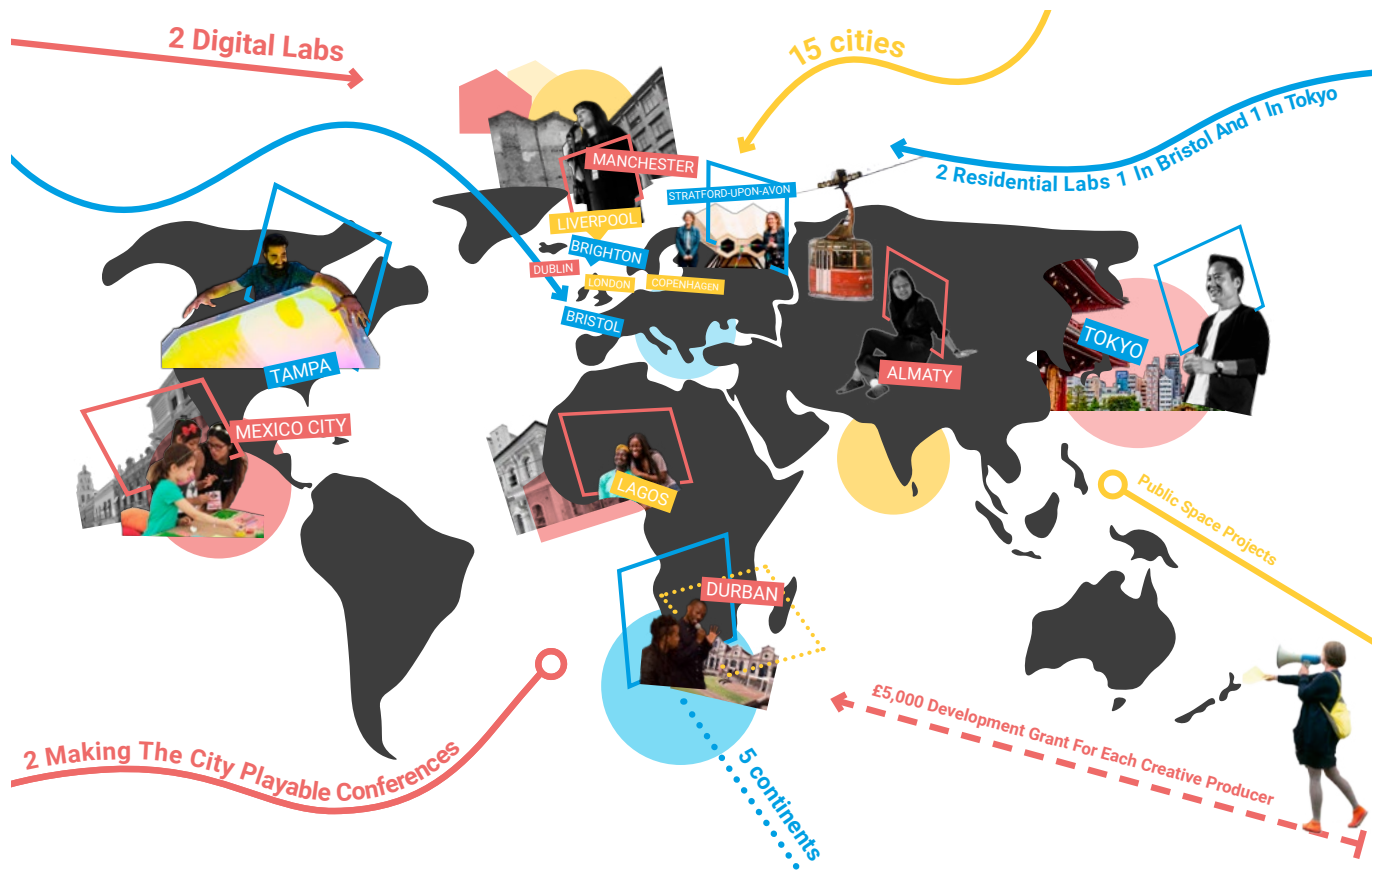 2 Digital Labs
15 cities
2 Residential Labs 1 In Bristol And 1 In Tokyo
MANCHESTER
STRATFORD-UPON-AVON
LIVERPOOL
BRIGHTON
DUBLIN
LONDON
COPENHAGEN
BRISTOL
TOKYO
TAMPA
ALMATY
MEXICO CITY
LAGOS
Public Space Projects
DURBAN
£5,000 Development Grant For Each Creative Producer
2 Making The City Playable Conferences
5 continents